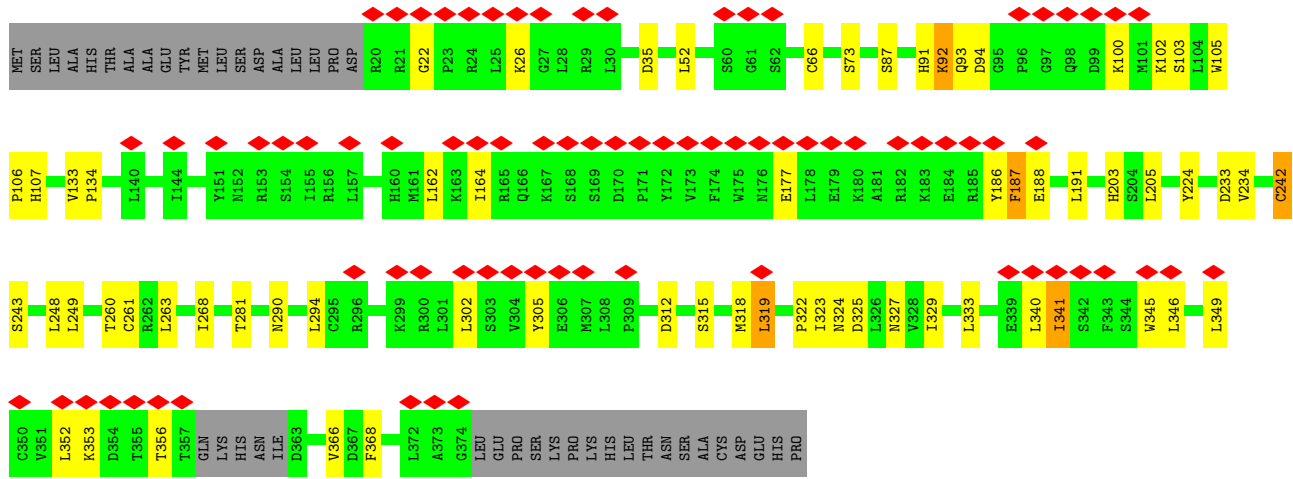 MET SER LEU ALA HIS THR ALA ALA GLU TYR MET LEU SER ASP ALA LEU LEU PRO ASP R20 R21 G22 P23 R24 L25 K26 G27 L28 R29 L30 D35 L52 S60 G61 S62 C66 S73 S87 H91 K92 Q93 D94 G95 P96 G97 Q98 D99 K100 M101 K102 S103 L104 W105
P106 H107 V133 P134 L140 I144 Y151 N152 R153 S154 I155 R156 L157 H160 M161 L162 K163 I164 R165 Q166 K167 S168 S169 D170 P171 Y172 V173 F174 W175 N176 E177 L178 E179 K180 A181 R182 K183 E184 R185 Y186 F187 E188 L191 H203 S204 L205 Y224 D233 V234 C242
S243 L248 L249 T260 C261 R262 L263 I268 T281 N290 L294 C295 R296 K299 R300 L301 L302 S303 V304 Y305 E306 M307 L308 P309 D312 S315 M318 L319 P322 I323 N324 D325 L326 N327 V328 I329 L333 E339 L340 I341 S342 F343 S344 W345 L346 L349
C350 V351 L352 K353 D354 T355 T356 T357 GLN LYS HIS ASN ILE D363 V366 D367 F368 L372 A373 G374 LEU GLU PRO SER LYS PRO LYS HIS LEU THR ASN SER ALA CYS ASP GLU HIS PRO